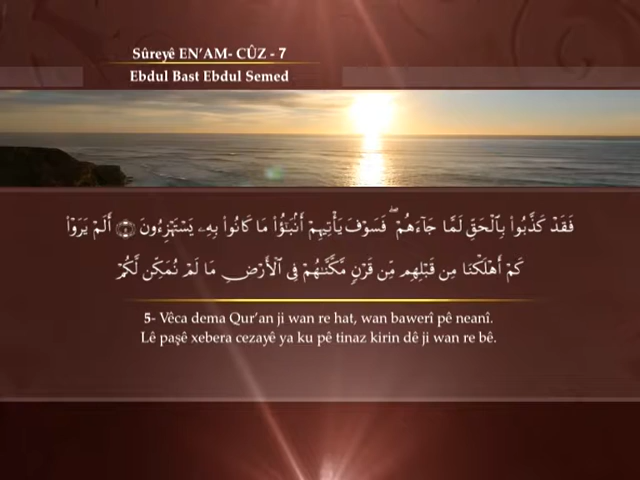 Sûreyê EN'AM- CÛZ - 7
Ebdul Bast Ebdul Semed
فَقَدْ كَذَّبُوا۟ بِٱلْحَقِّ لَمَّا جَآءَهُمْ ۖ فَسَوْفَ يَأْتِيهِمْ أَنۢبَـٰٓؤُا۟ مَا كَانُوا۟ بِهِۦ يَسْتَهْزِءُونَ ﴿٥﴾ أَلَمْ يَرَوْا۟
كَمْ أَهْلَكْنَا مِن قَبْلِهِم مِّن قَرْنٍ مَّكَّنَّـٰهُمْ فِى ٱلْأَرْضِ مَا لَمْ نُمَكِّن لَّكُمْ
5- Vêca dema Qur'an ji wan re hat, wan bawerî pê neanî.
Lê paşê xebera cezayê ya ku pê tinaz kirin dê ji wan re bê.